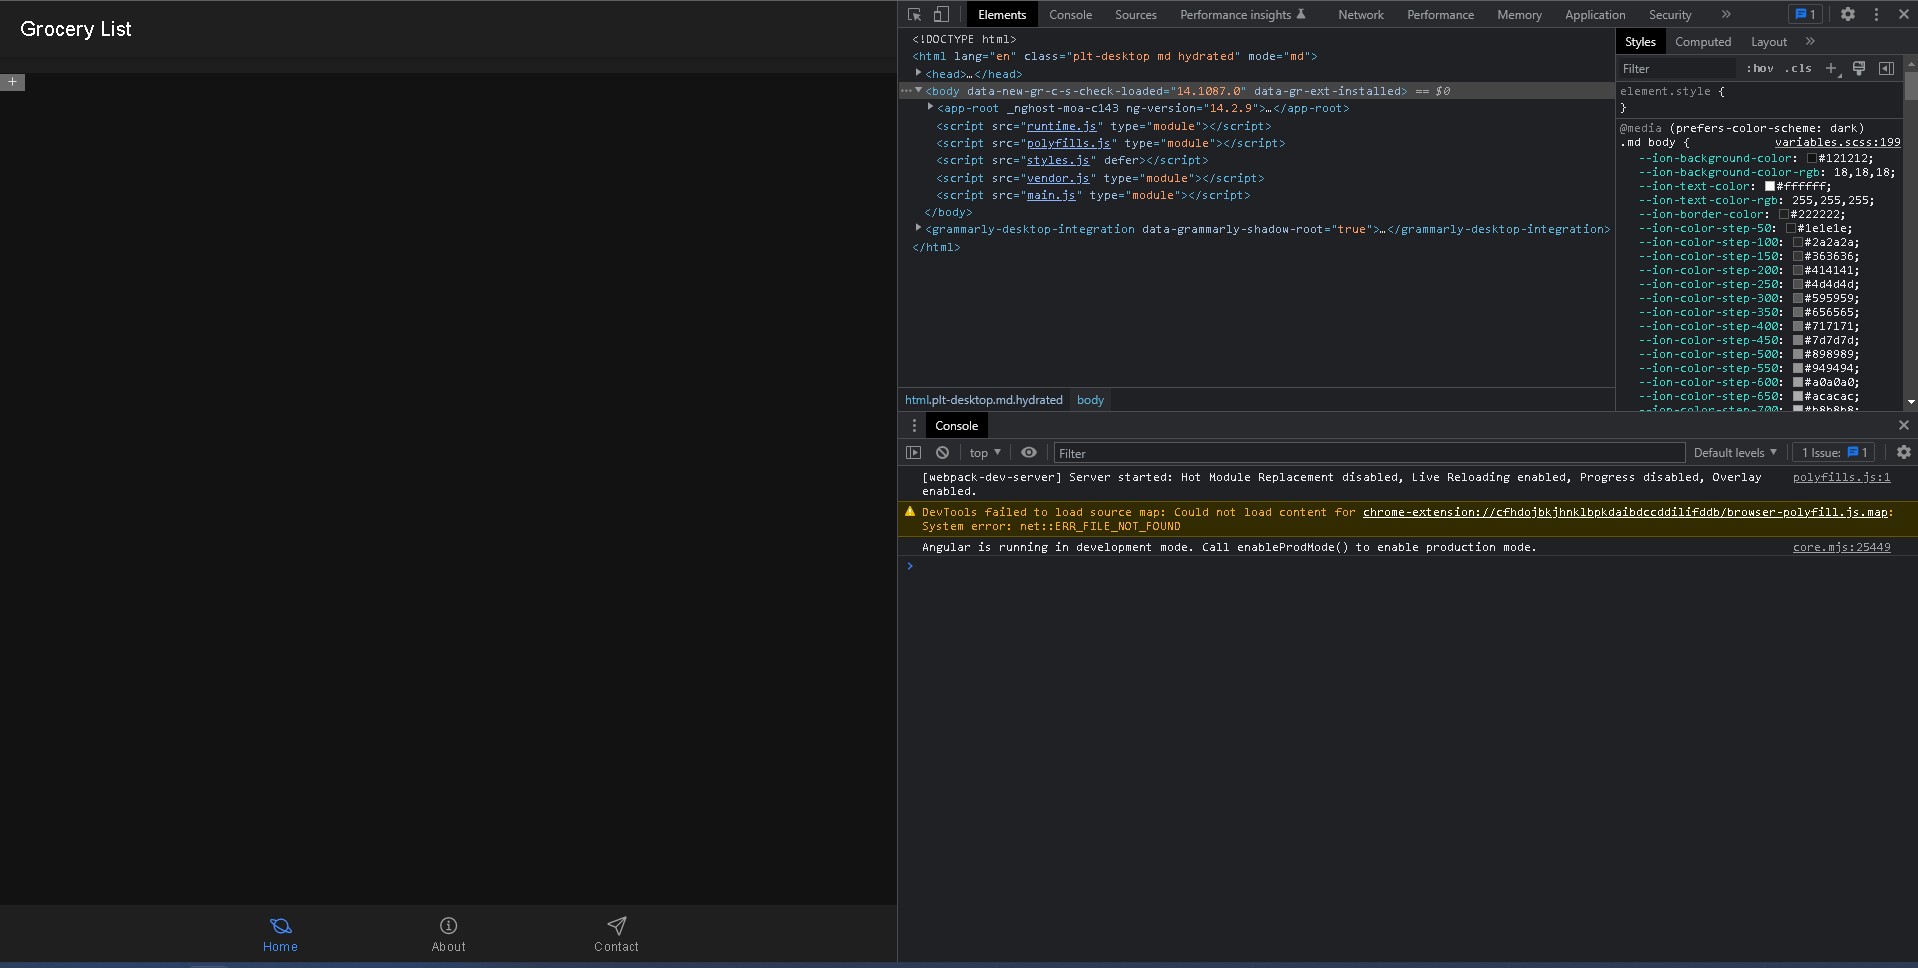 Grocery List
+
Home
About
Contact
Elements Console Sources Performance insights Network Performance Memory Application Security » 1
<!DOCTYPE html>
<html lang="en" class="plt-desktop md hydrated" mode="md">
<head>…</head>
<body data-new-gr-c-s-check-loaded="14.1087.0" data-gr-ext-installed> == $0
<app-root _nghost-moa-c143 ng-version="14.2.9">…</app-root>
<script src="runtime.js" type="module"></script>
<script src="polyfills.js" type="module"></script>
<script src="styles.js" defer></script>
<script src="vendor.js" type="module"></script>
<script src="main.js" type="module"></script>
</body>
<grammarly-desktop-integration data-grammarly-shadow-root="true">…</grammarly-desktop-integration>
</html>
html.plt-desktop.md.hydrated body
Styles Computed Layout »
Filter :hov .cls +
element.style {
}
@media (prefers-color-scheme: dark)
.md body { variables.scss:199
--ion-background-color: #121212;
--ion-background-color-rgb: 18,18,18;
--ion-text-color: #ffffff;
--ion-text-color-rgb: 255,255,255;
--ion-border-color: #222222;
--ion-color-step-50: #1e1e1e;
--ion-color-step-100: #2a2a2a;
--ion-color-step-150: #363636;
--ion-color-step-200: #414141;
--ion-color-step-250: #4d4d4d;
--ion-color-step-300: #595959;
--ion-color-step-350: #656565;
--ion-color-step-400: #717171;
--ion-color-step-450: #7d7d7d;
--ion-color-step-500: #898989;
--ion-color-step-550: #949494;
--ion-color-step-600: #a0a0a0;
--ion-color-step-650: #acacac;
--ion-color-step-700: #b8b8b8;
Console
top Filter Default levels 1 Issue: 1
[webpack-dev-server] Server started: Hot Module Replacement disabled, Live Reloading enabled, Progress disabled, Overlay polyfills.js:1
enabled.
DevTools failed to load source map: Could not load content for chrome-extension://cfhdojbkjhnklbpkdaibdccddilifddb/browser-polyfill.js.map:
System error: net::ERR_FILE_NOT_FOUND
Angular is running in development mode. Call enableProdMode() to enable production mode. core.mjs:25449
>